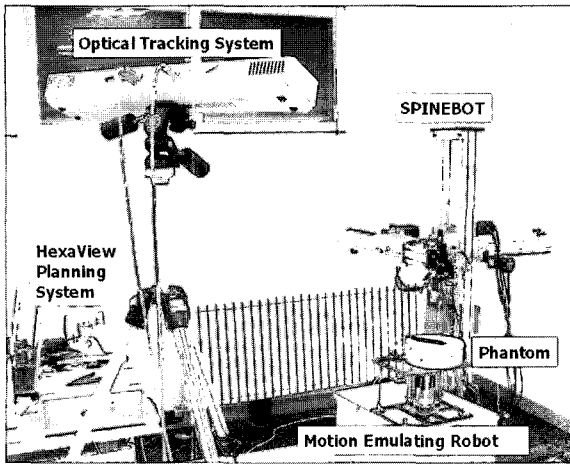 Optical Tracking System
SPINEBOT
HexaView
Planning
System
Phantom
Motion Emulating Robot